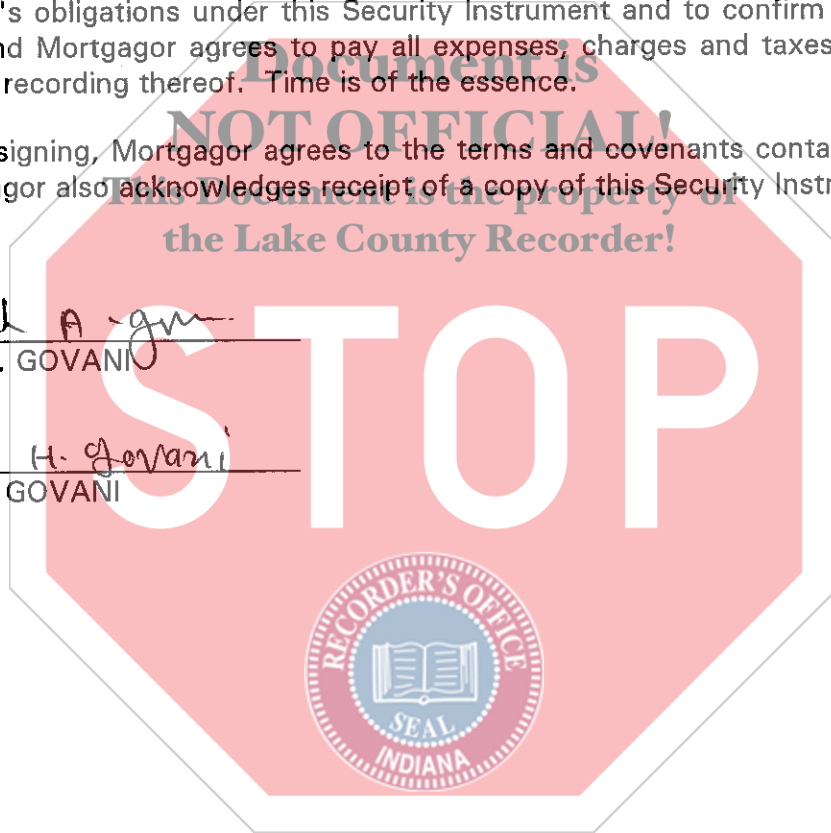 's obligations under this Security Instrument and to confirm
nd Mortgagor agrees to pay all expenses, charges and taxes
recording thereof. Time is of the essence.
Document is
NOT OFFICIAL!
signing, Mortgagor agrees to the terms and covenants conta
gor also acknowledges receipt of a copy of this Security Instr
This Document is the property of
the Lake County Recorder!
A
. GOVANI
H. Govani
GOVANI
STOP
RECORDER'S OFFICE
SEAL
INDIANA